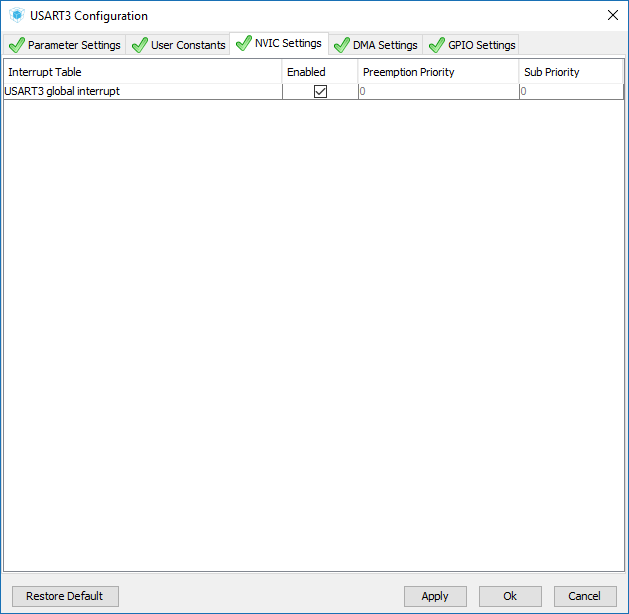 USART3 Configuration
Parameter Settings User Constants NVIC Settings DMA Settings GPIO Settings
Interrupt Table Enabled Preemption Priority Sub Priority
USART3 global interrupt 0 0
Restore Default Apply Ok Cancel